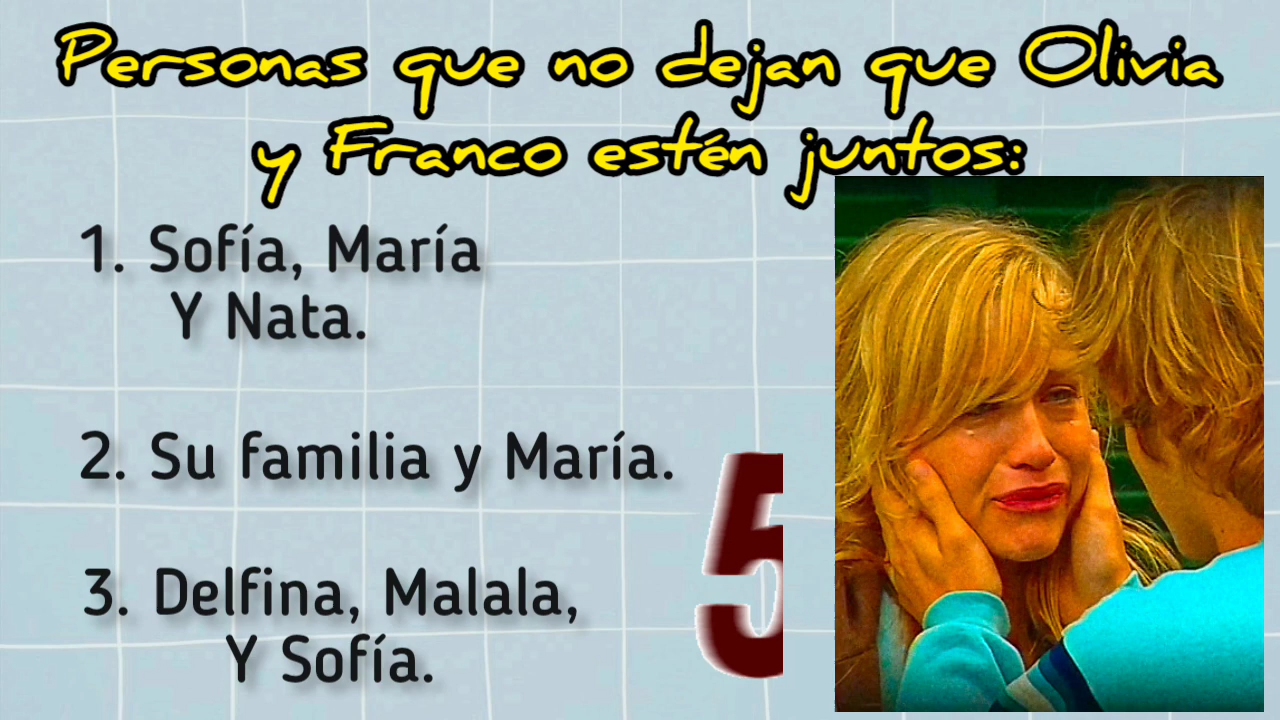 Personas que no dejan que Olivia
y Franco estén juntos:
1. Sofía, María
Y Nata.
2. Su familia y María.
3. Delfina, Malala,
Y Sofía.
5